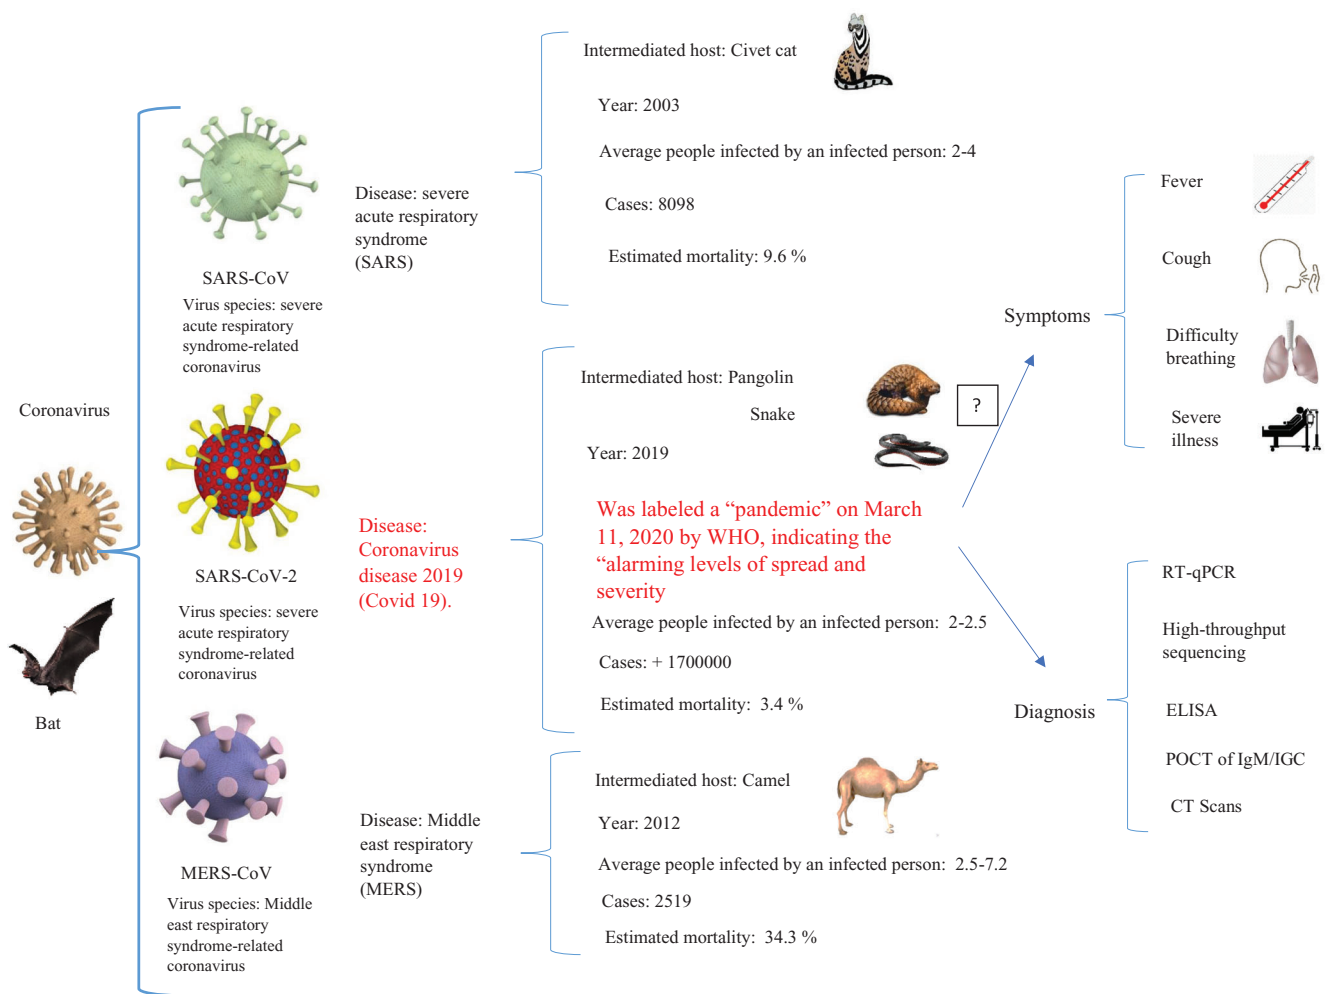 Coronavirus
Bat
SARS-CoV
Virus species: severe
acute respiratory
syndrome-related
coronavirus
Disease: severe
acute respiratory
syndrome
(SARS)
Intermediated host: Civet cat
Year: 2003
Average people infected by an infected person: 2-4
Cases: 8098
Estimated mortality: 9.6 %
SARS-CoV-2
Virus species: severe
acute respiratory
syndrome-related
coronavirus
Disease:
Coronavirus
disease 2019
(Covid 19).
Intermediated host: Pangolin
Snake
?
Year: 2019
Was labeled a “pandemic” on March
11, 2020 by WHO, indicating the
“alarming levels of spread and
severity
Average people infected by an infected person: 2-2.5
Cases: + 1700000
Estimated mortality: 3.4 %
MERS-CoV
Virus species: Middle
east respiratory
syndrome-related
coronavirus
Disease: Middle
east respiratory
syndrome
(MERS)
Intermediated host: Camel
Year: 2012
Average people infected by an infected person: 2.5-7.2
Cases: 2519
Estimated mortality: 34.3 %
Symptoms
Fever
Cough
Difficulty
breathing
Severe
illness
Diagnosis
RT-qPCR
High-throughput
sequencing
ELISA
POCT of IgM/IGC
CT Scans